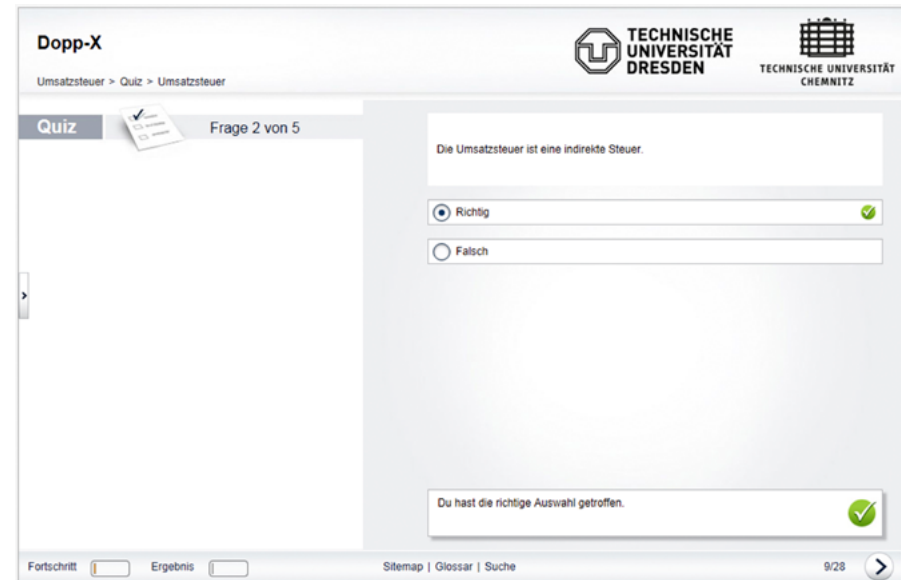 Dopp-X
TECHNISCHE
UNIVERSITÄT
DRESDEN
TECHNISCHE UNIVERSITÄT
CHEMNITZ
Umsatzsteuer > Quiz > Umsatzsteuer
Quiz
Frage 2 von 5
Die Umsatzsteuer ist eine indirekte Steuer.
Richtig
Falsch
Du hast die richtige Auswahl getroffen.
Fortschritt Ergebnis Sitemap | Glossar | Suche 9/28